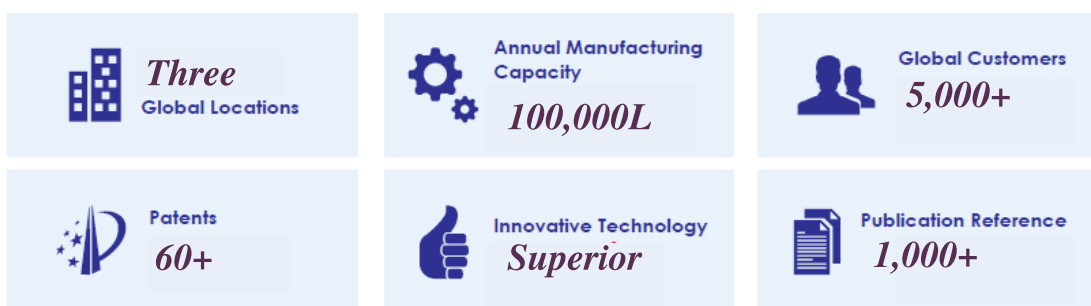 Three
Global Locations
Annual Manufacturing
Capacity
100,000L
Global Customers
5,000+
Patents
60+
Innovative Technology
Superior
Publication Reference
1,000+